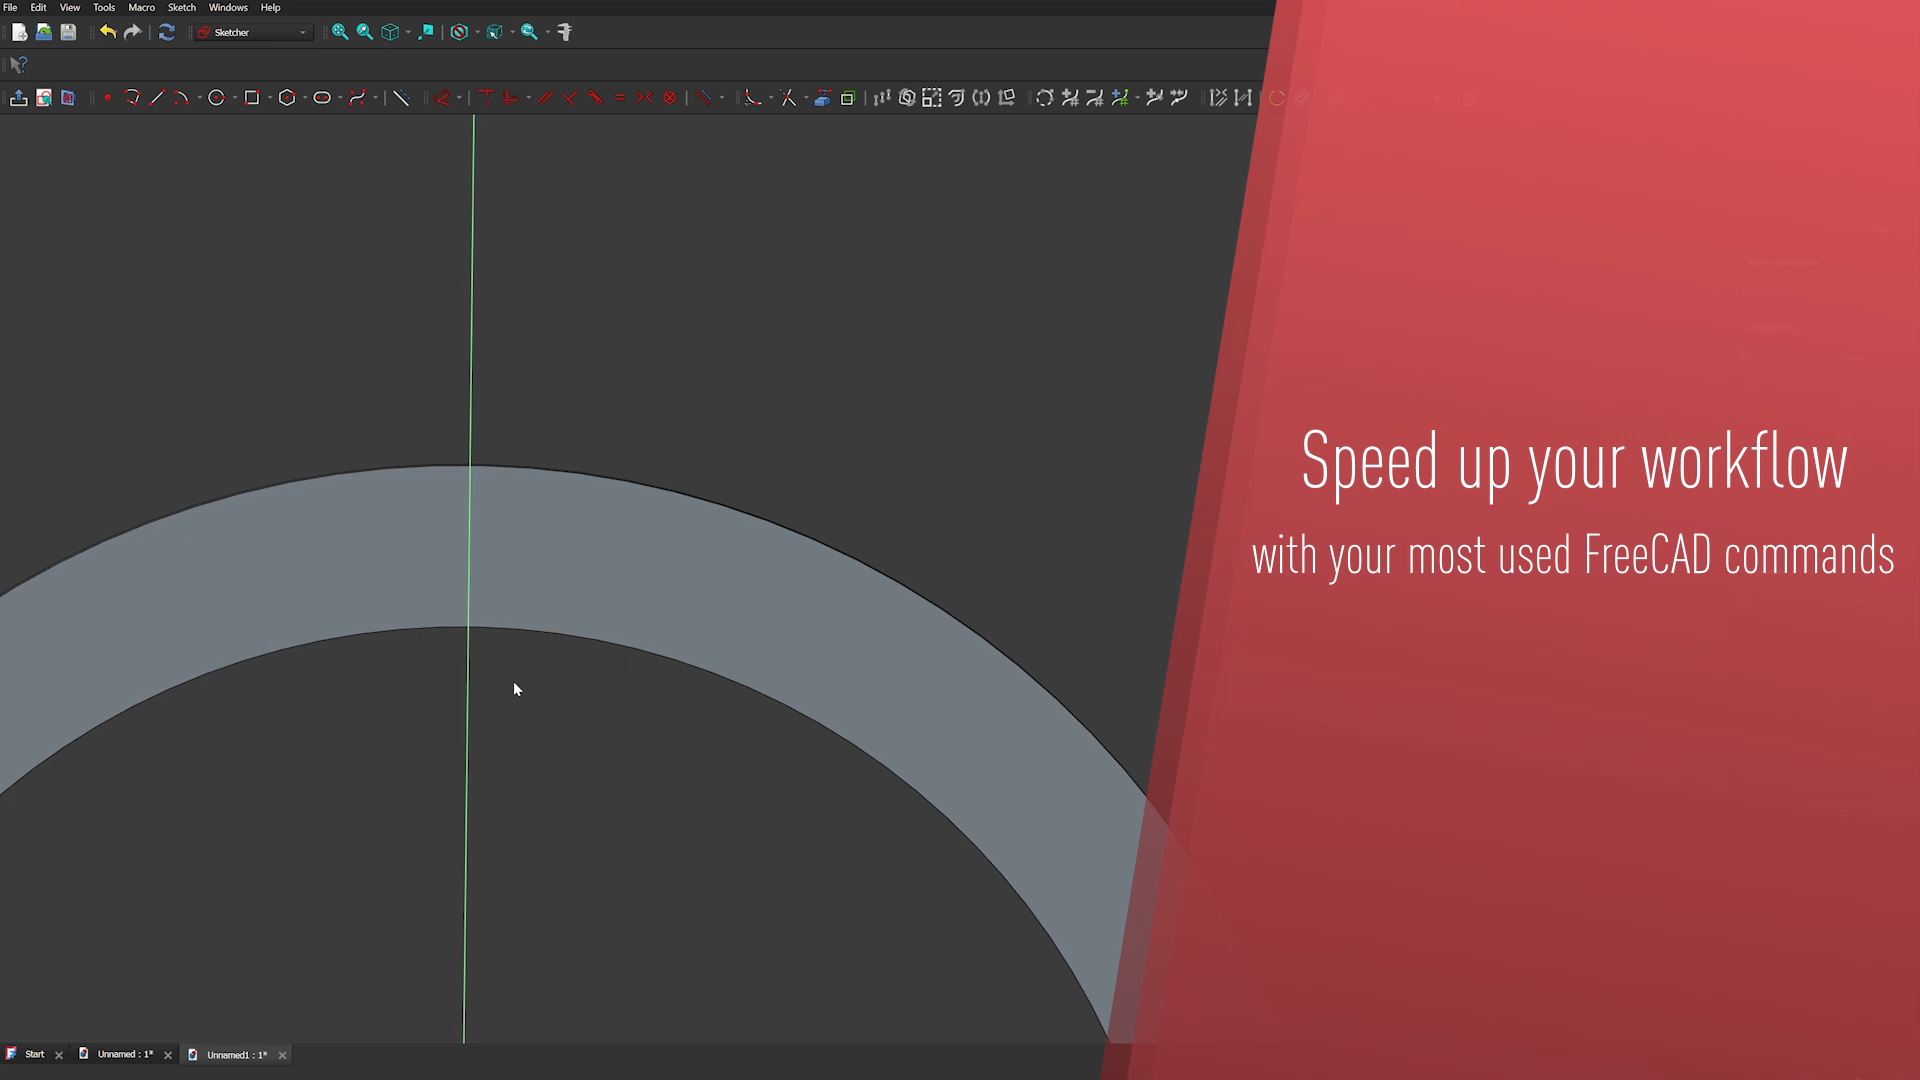 File Edit View Tools Macro Sketch Windows Help
Sketcher
Speed up your workflow
with your most used FreeCAD commands
Start Unnamed : 1* Unnamed1 : 1*